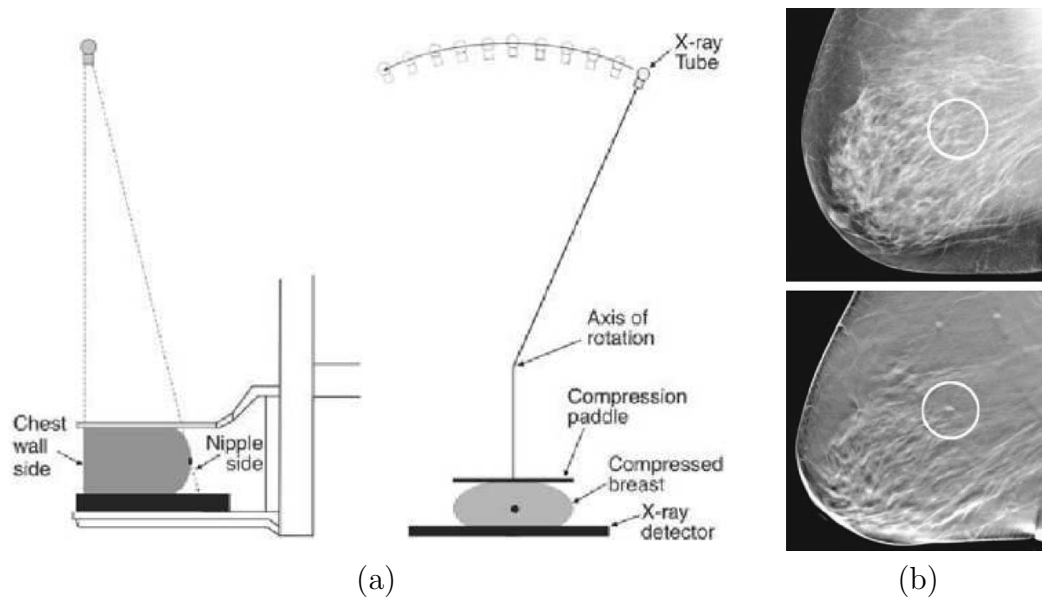 X-ray
Tube
Axis of
rotation
Compression
paddle
Chest
wall
side
Nipple
side
Compressed
breast
X-ray
detector
(a)
(b)